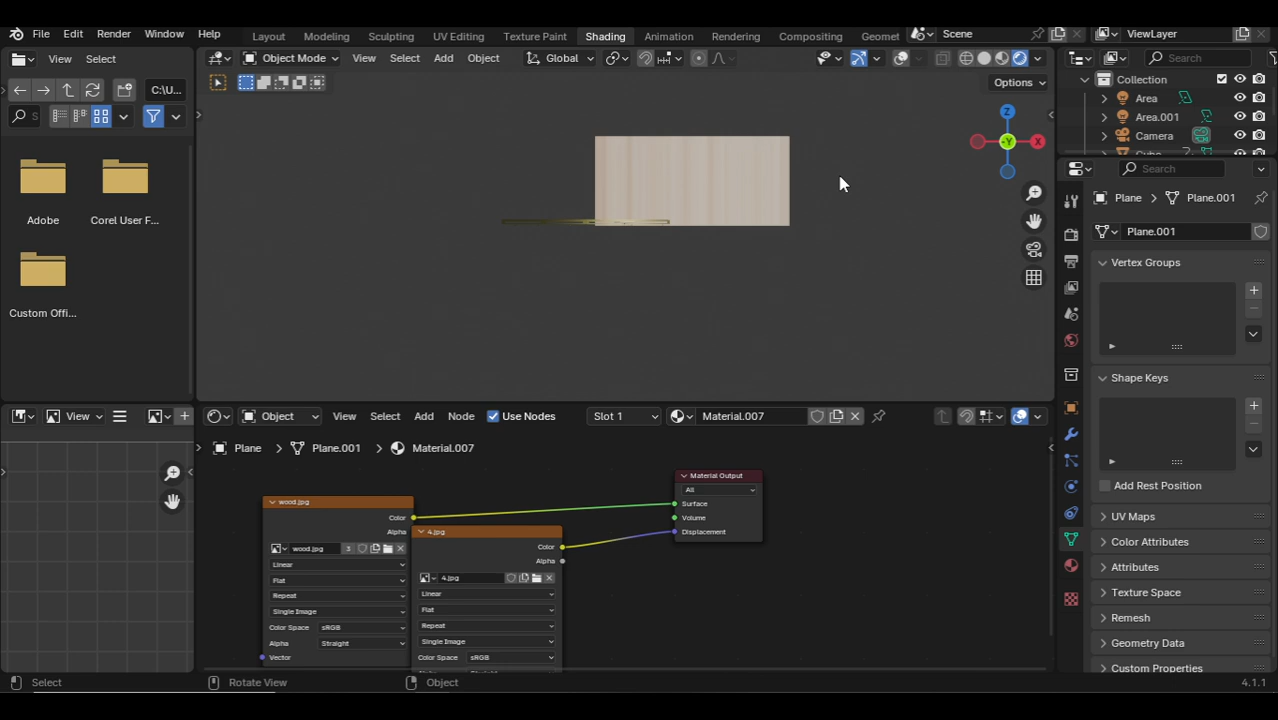 File Edit Render Window Help Layout Modeling Sculpting UV Editing Texture Paint Shading Animation Rendering Compositing Geomet Scene ViewLayer
View Select
Object Mode View Select Add Object Global Search
C:\U... Options
Collection
Area
Area.001
Camera
Z
X
-Y
Search
Adobe
Corel User F...
Custom Offi...
Plane Plane.001
Plane.001
Vertex Groups
Shape Keys
Add Rest Position
UV Maps
Color Attributes
Attributes
Texture Space
Remesh
Geometry Data
Custom Properties
View
Object View Select Add Node Use Nodes Slot 1 Material.007
Plane Plane.001 Material.007
wood.jpg
Color
Alpha
wood.jpg 3
Linear
Flat
Repeat
Single Image
Color Space sRGB
Alpha Straight
Vector
4.jpg
Color
Alpha
4.jpg
Linear
Flat
Repeat
Single Image
Color Space sRGB
Material Output
All
Surface
Volume
Displacement
Select Rotate View Object 4.1.1